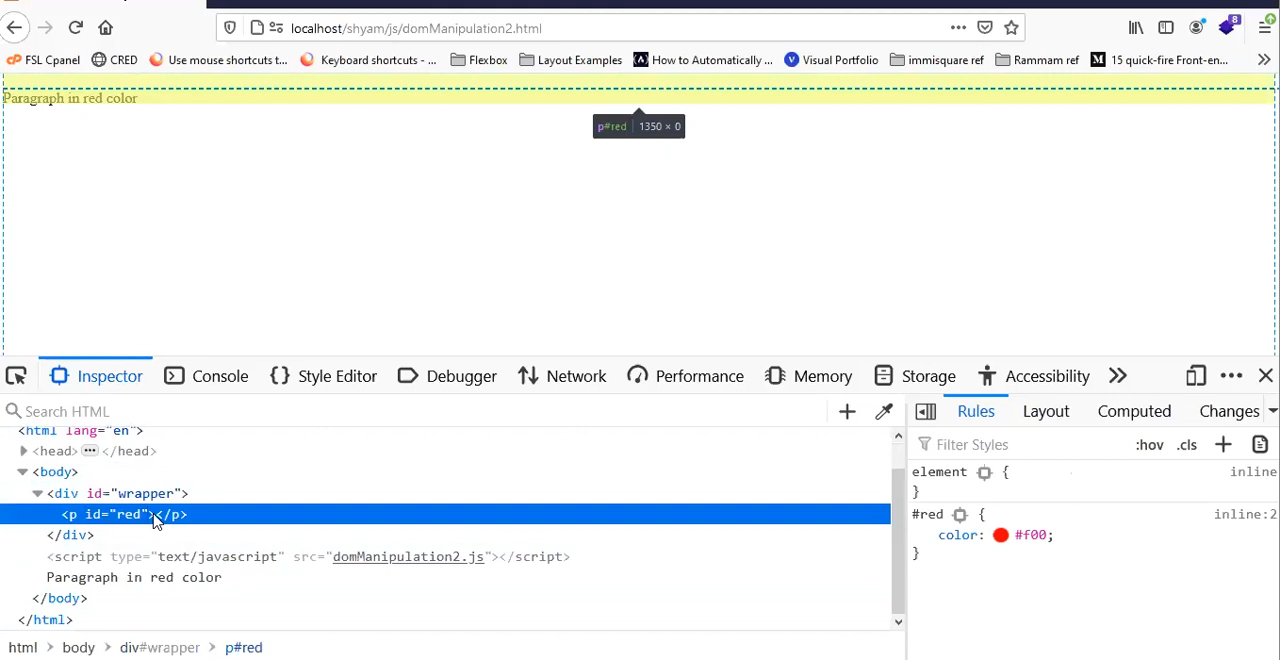 localhost/shyam/js/domManipulation2.html
8
FSL Cpanel CRED Use mouse shortcuts t... Keyboard shortcuts - ... Flexbox Layout Examples How to Automatically ... Visual Portfolio immisquare ref Rammam ref 15 quick-fire Front-en...
Paragraph in red color
p#red 1350 × 0
Inspector Console Style Editor Debugger Network Performance Memory Storage Accessibility
Search HTML
Rules Layout Computed Changes
<html lang="en">
<head> ••• </head>
<body>
<div id="wrapper">
<p id="red"></p>
</div>
<script type="text/javascript" src="domManipulation2.js"></script>
Paragraph in red color
</body>
</html>
Filter Styles :hov .cls
element { inline
}
#red { inline:2
color: #f00;
}
html body div#wrapper p#red